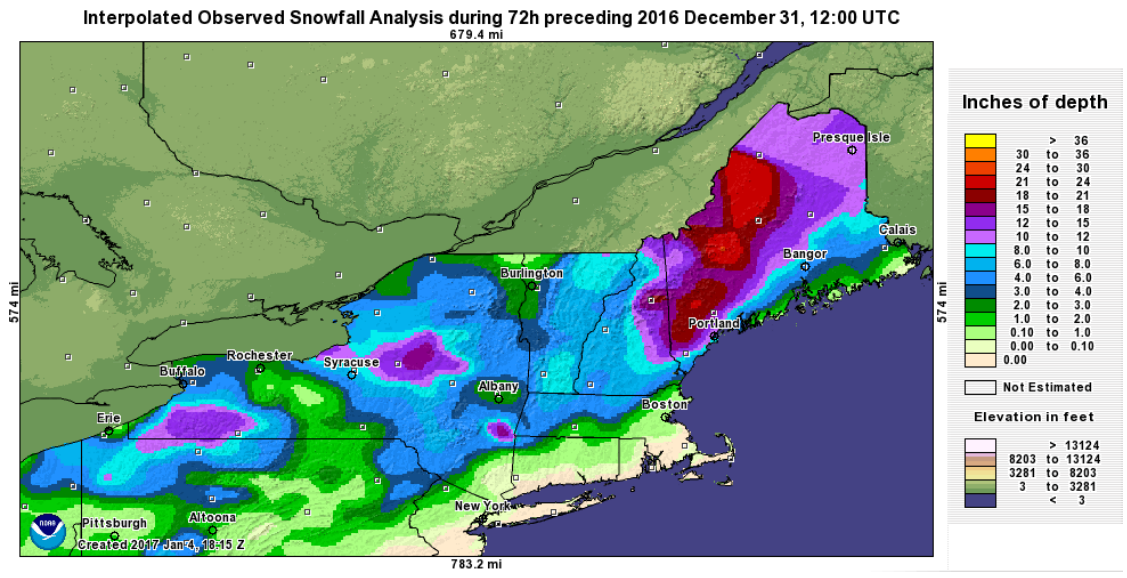 Interpolated Observed Snowfall Analysis during 72h preceding 2016 December 31, 12:00 UTC
679.4 mi
574 mi
574 mi
Presque Isle
Calais
Bangor
Burlington
Portland
Rochester
Syracuse
Buffalo
Albany
Boston
Erie
New York
Pittsburgh
Altoona
NOAA
Created 2017 Jan 4, 18-15 Z
783.2 mi
Inches of depth
> 36
30 to 36
24 to 30
21 to 24
18 to 21
15 to 18
12 to 15
10 to 12
8.0 to 10
6.0 to 8.0
4.0 to 6.0
3.0 to 4.0
2.0 to 3.0
1.0 to 2.0
0.10 to 1.0
0.00 to 0.10
0.00
Not Estimated
Elevation in feet
> 13124
8203 to 13124
3281 to 8203
3 to 3281
< 3